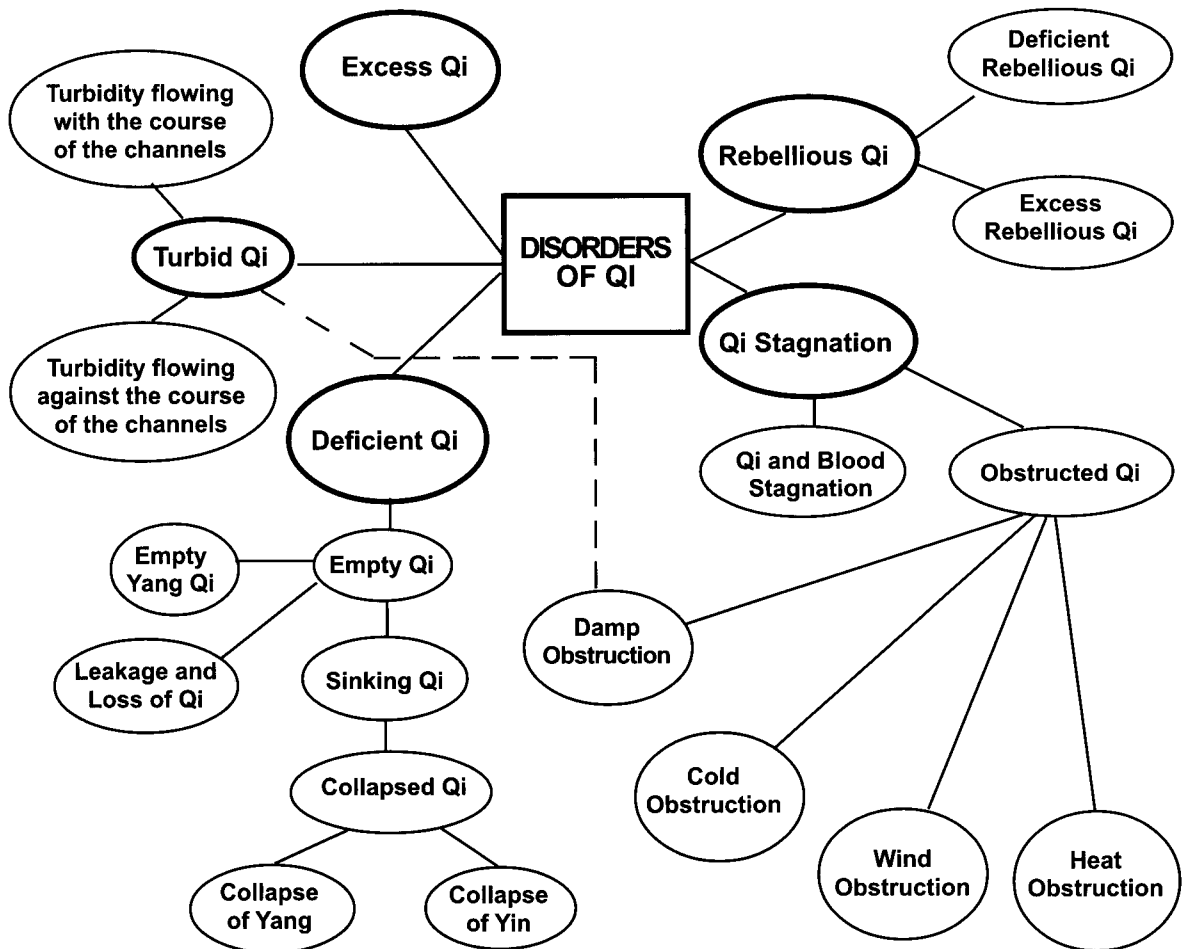 Excess Qi
Deficient
Rebellious Qi
Turbidity flowing
with the course
of the channels
Rebellious Qi
Excess
Rebellious Qi
Turbid Qi
DISORDERS
OF QI
Qi Stagnation
Turbidity flowing
against the course
of the channels
Deficient Qi
Qi and Blood
Stagnation
Obstructed Qi
Empty
Yang Qi
Empty Qi
Damp
Obstruction
Leakage and
Loss of Qi
Sinking Qi
Collapsed Qi
Cold
Obstruction
Wind
Obstruction
Heat
Obstruction
Collapse
of Yang
Collapse
of Yin